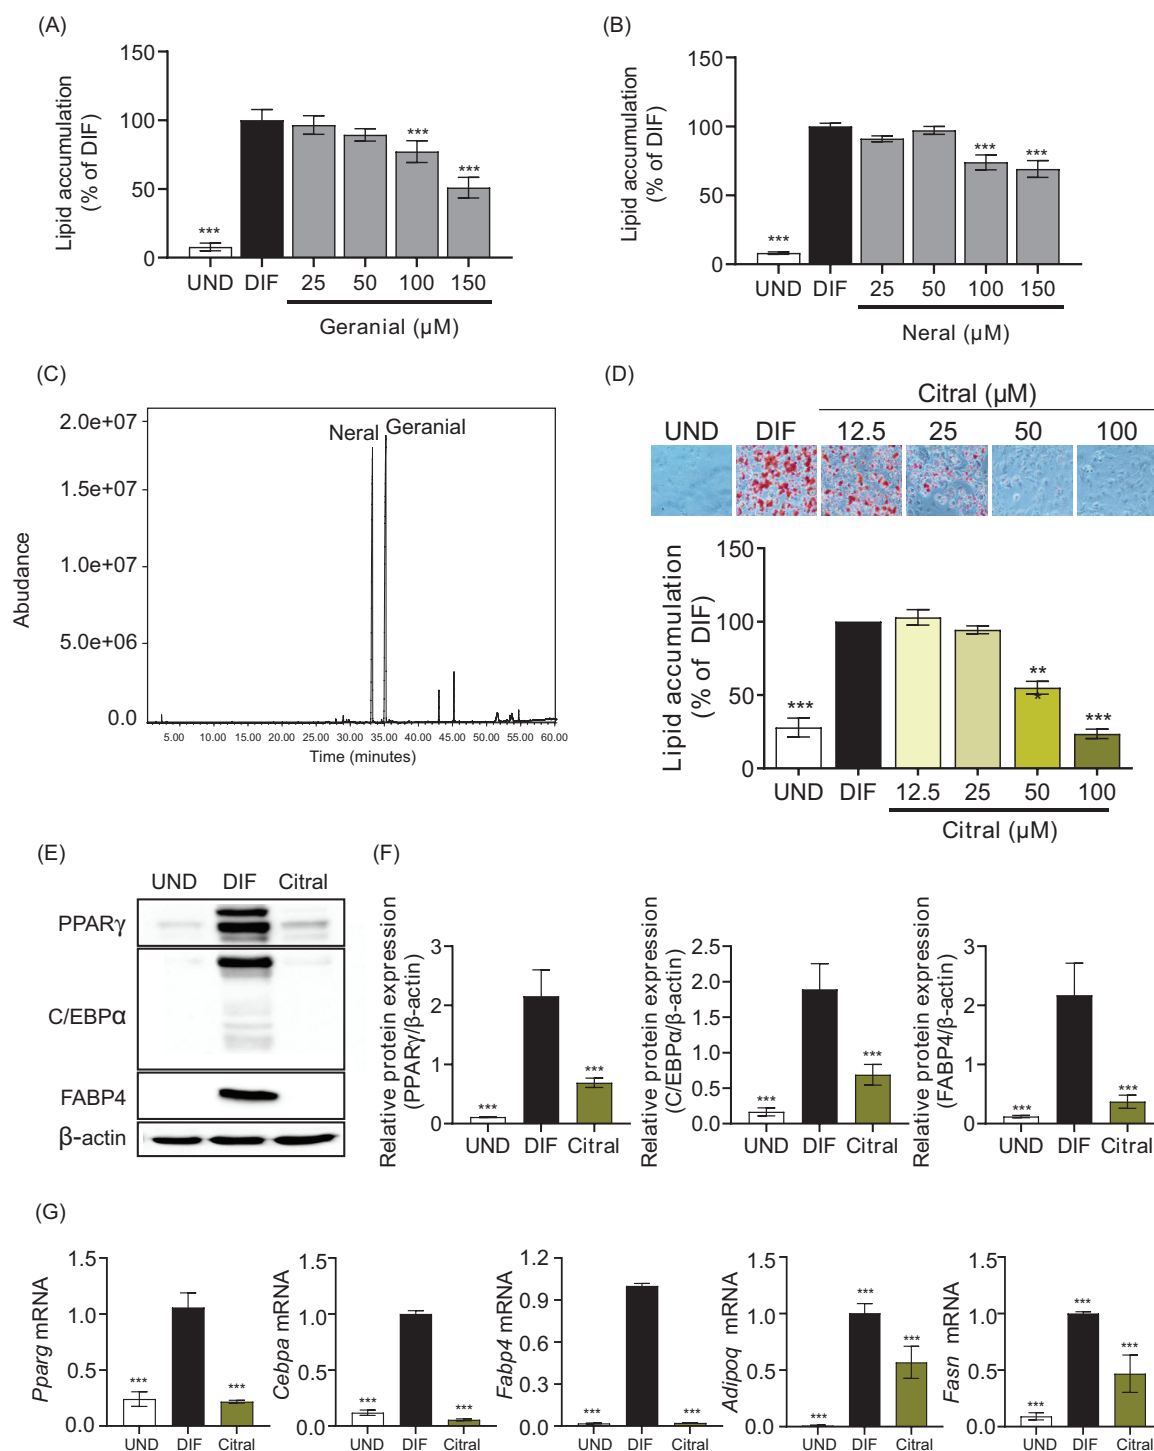 (A)
150
100
50
0
Lipid accumulation
(% of DIF)
***
***
***
UND DIF 25 50 100 150
Geranial (µM)
(B)
150
100
50
0
Lipid accumulation
(% of DIF)
***
***
***
UND DIF 25 50 100 150
Neral (µM)
(C)
2.0e+07
1.5e+07
1.0e+07
5.0e+06
0.0
Abudance
Neral
Geranial
5.00 10.00 15.00 20.00 25.00 30.00 35.00 40.00 45.00 50.00 55.00 60.00
Time (minutes)
(D)
Citral (µM)
UND DIF 12.5 25 50 100
150
100
50
0
Lipid accumulation
(% of DIF)
***
**
*
***
UND DIF 12.5 25 50 100
Citral (µM)
(E)
UND DIF Citral
PPARγ
C/EBPα
FABP4
β-actin
(F)
Relative protein expression
(PPARγ/β-actin)
3
2
1
0
***
***
UND DIF Citral
Relative protein expression
(C/EBPα/β-actin)
2.5
2.0
1.5
1.0
0.5
0.0
***
***
UND DIF Citral
Relative protein expression
(FABP4/β-actin)
3
2
1
0
***
***
UND DIF Citral
(G)
Pparg mRNA
1.5
1.0
0.5
0.0
***
***
UND DIF Citral
Cebpa mRNA
1.5
1.0
0.5
0.0
***
***
UND DIF Citral
Fabp4 mRNA
1.2
0.9
0.6
0.3
0.0
***
***
UND DIF Citral
Adipoq mRNA
1.5
1.0
0.5
0.0
***
***
***
UND DIF Citral
Fasn mRNA
1.5
1.0
0.5
0.0
***
***
***
UND DIF Citral